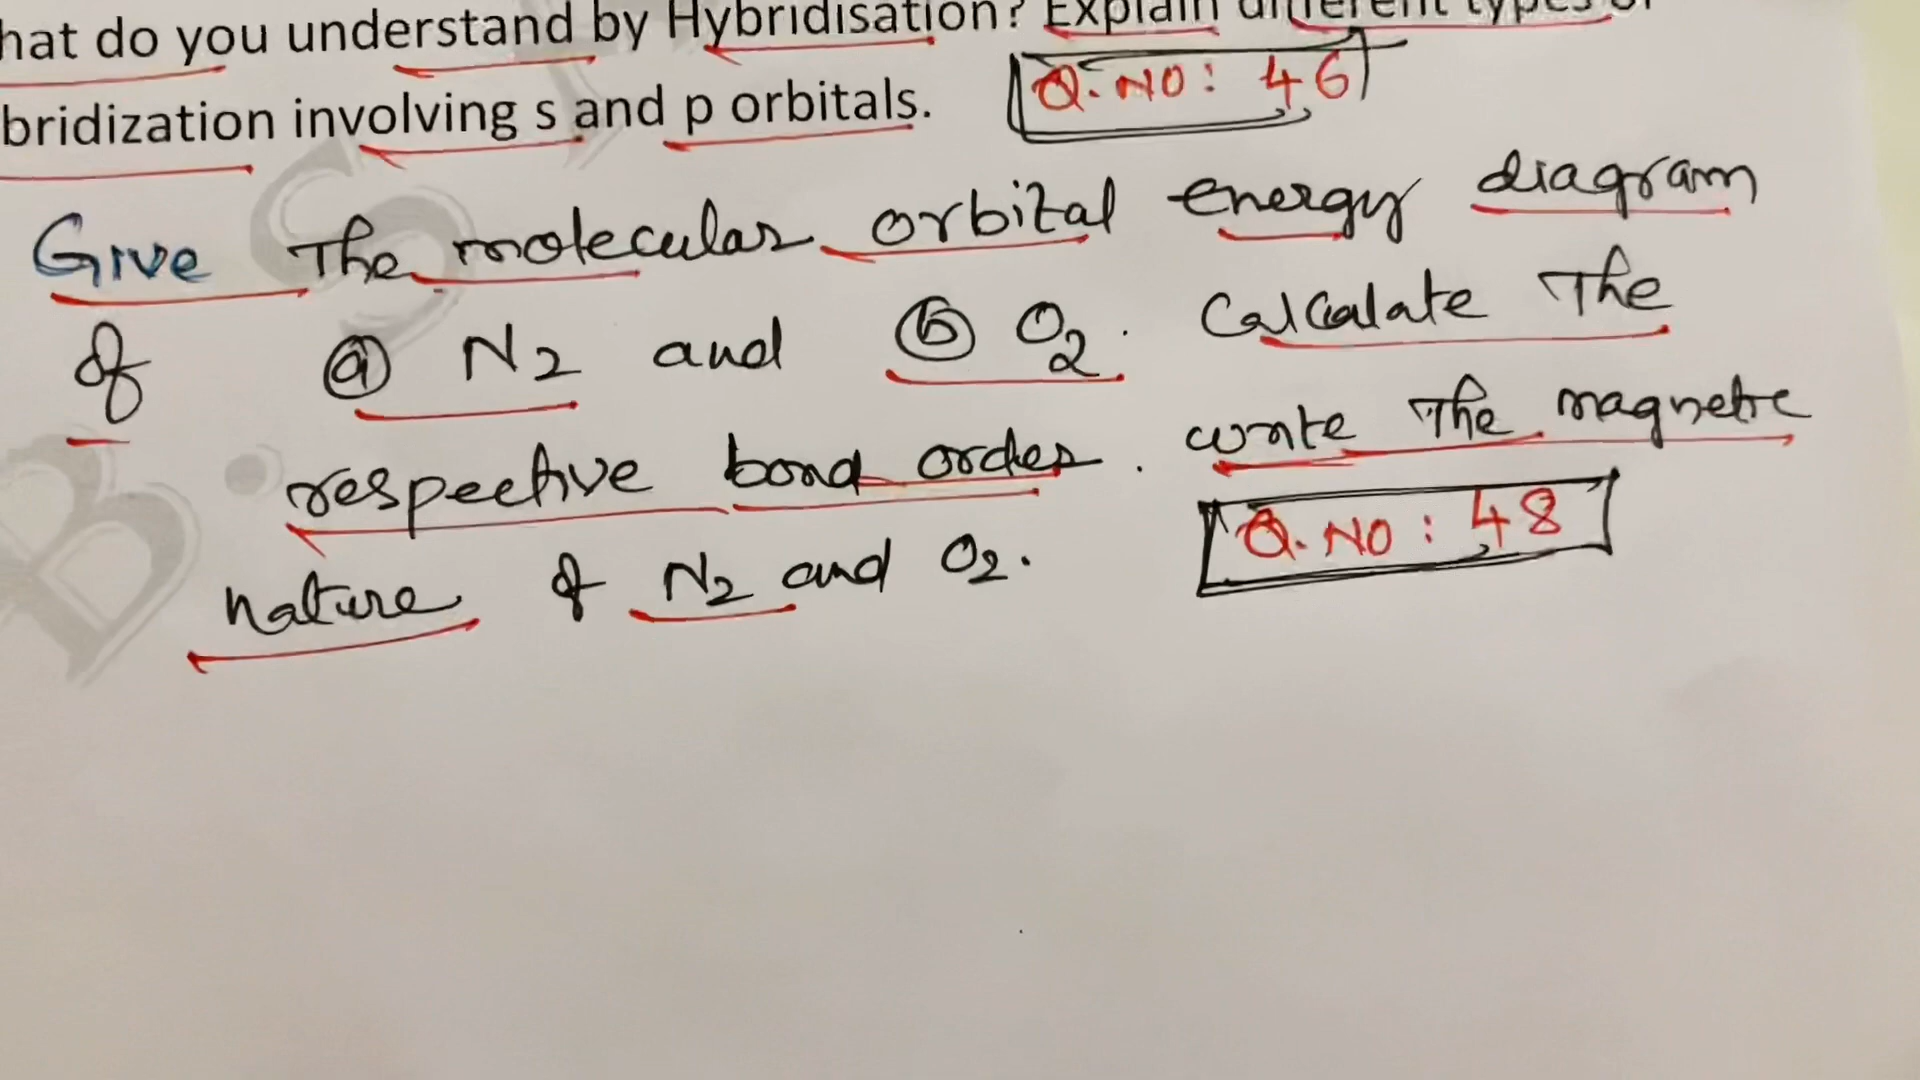 hat do you understand by Hybridisation? Explain different types of
bridization involving s and p orbitals. Q.NO: 46
Give The molecular orbital energy diagram
of ⓐ N2 and ⓑ O2. Calculate The
respective bond order. write The magnetic
nature of N2 and O2. Q.NO: 48